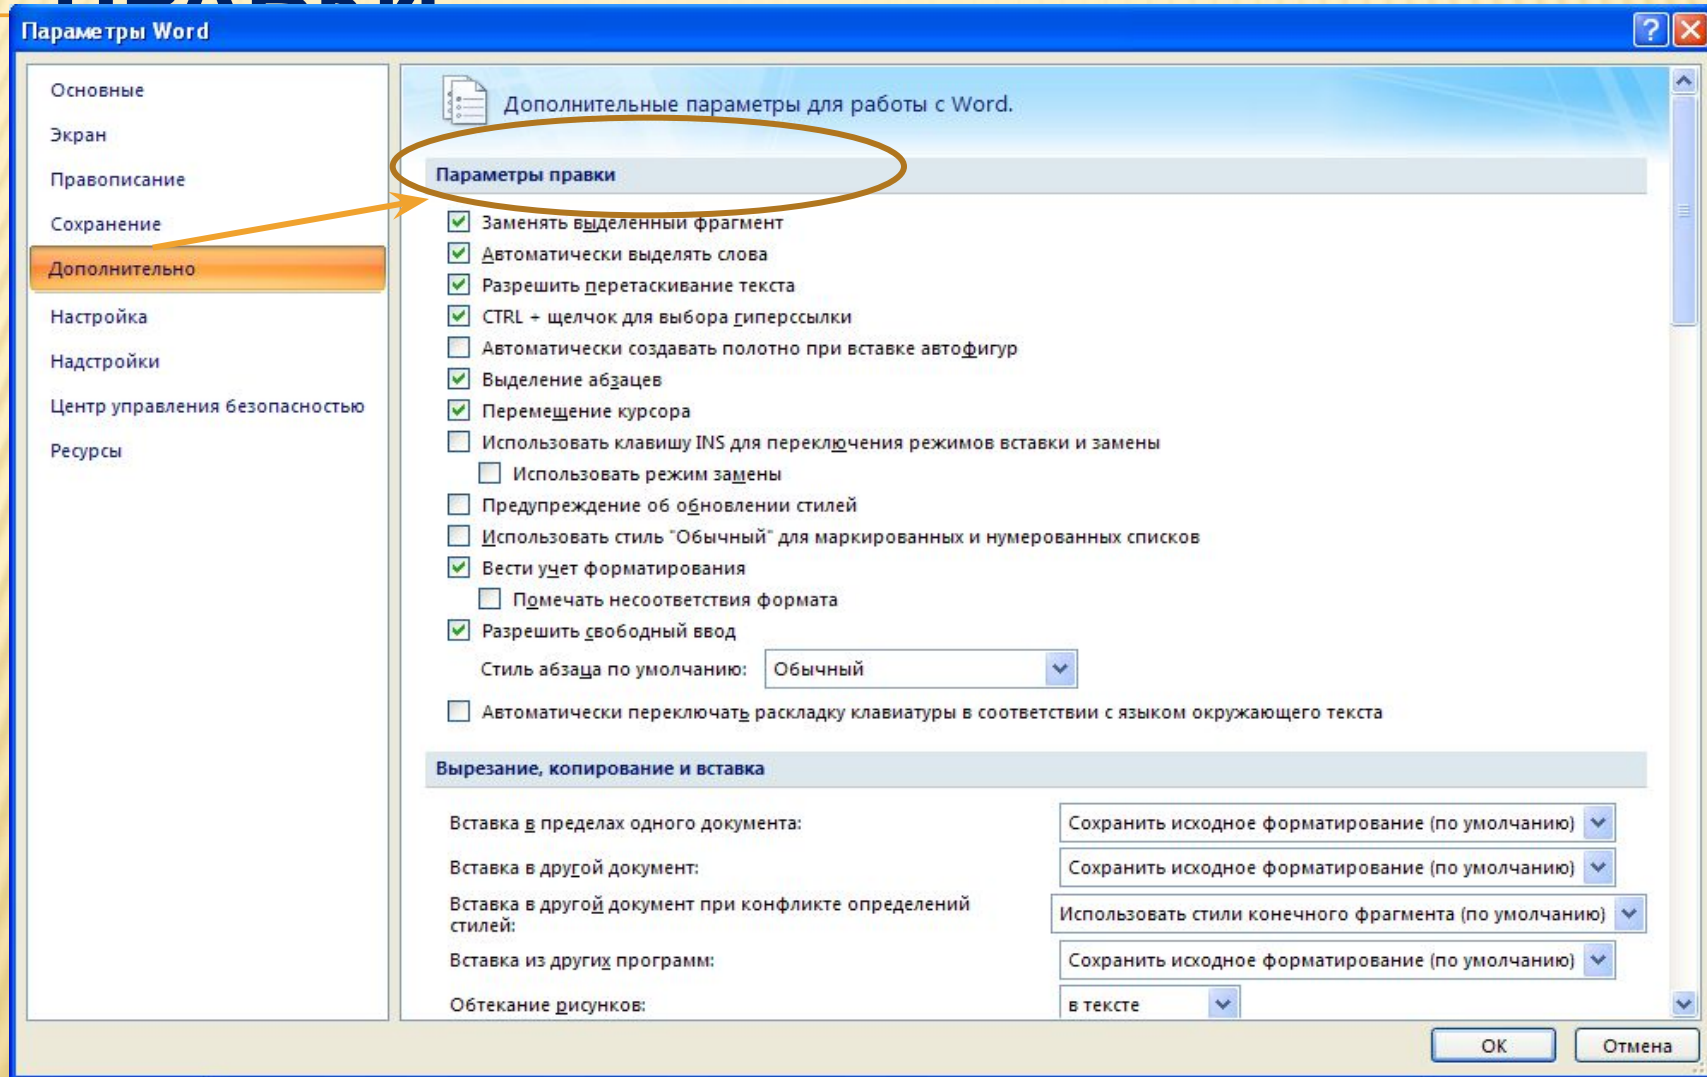 ПРАВКИ
Параметры Word
Основные
Экран
Правописание
Сохранение
Дополнительно
Настройка
Надстройки
Центр управления безопасностью
Ресурсы
Дополнительные параметры для работы с Word.
Параметры правки
Заменять выделенный фрагмент
Автоматически выделять слова
Разрешить перетаскивание текста
CTRL + щелчок для выбора гиперссылки
Автоматически создавать полотно при вставке автофигур
Выделение абзацев
Перемещение курсора
Использовать клавишу INS для переключения режимов вставки и замены
Использовать режим замены
Предупреждение об обновлении стилей
Использовать стиль "Обычный" для маркированных и нумерованных списков
Вести учет форматирования
Помечать несоответствия формата
Разрешить свободный ввод
Стиль абзаца по умолчанию: Обычный
Автоматически переключать раскладку клавиатуры в соответствии с языком окружающего текста
Вырезание, копирование и вставка
Вставка в пределах одного документа: Сохранить исходное форматирование (по умолчанию)
Вставка в другой документ: Сохранить исходное форматирование (по умолчанию)
Вставка в другой документ при конфликте определений
стилей: Использовать стили конечного фрагмента (по умолчанию)
Вставка из других программ: Сохранить исходное форматирование (по умолчанию)
Обтекание рисунков: в тексте
ОК Отмена